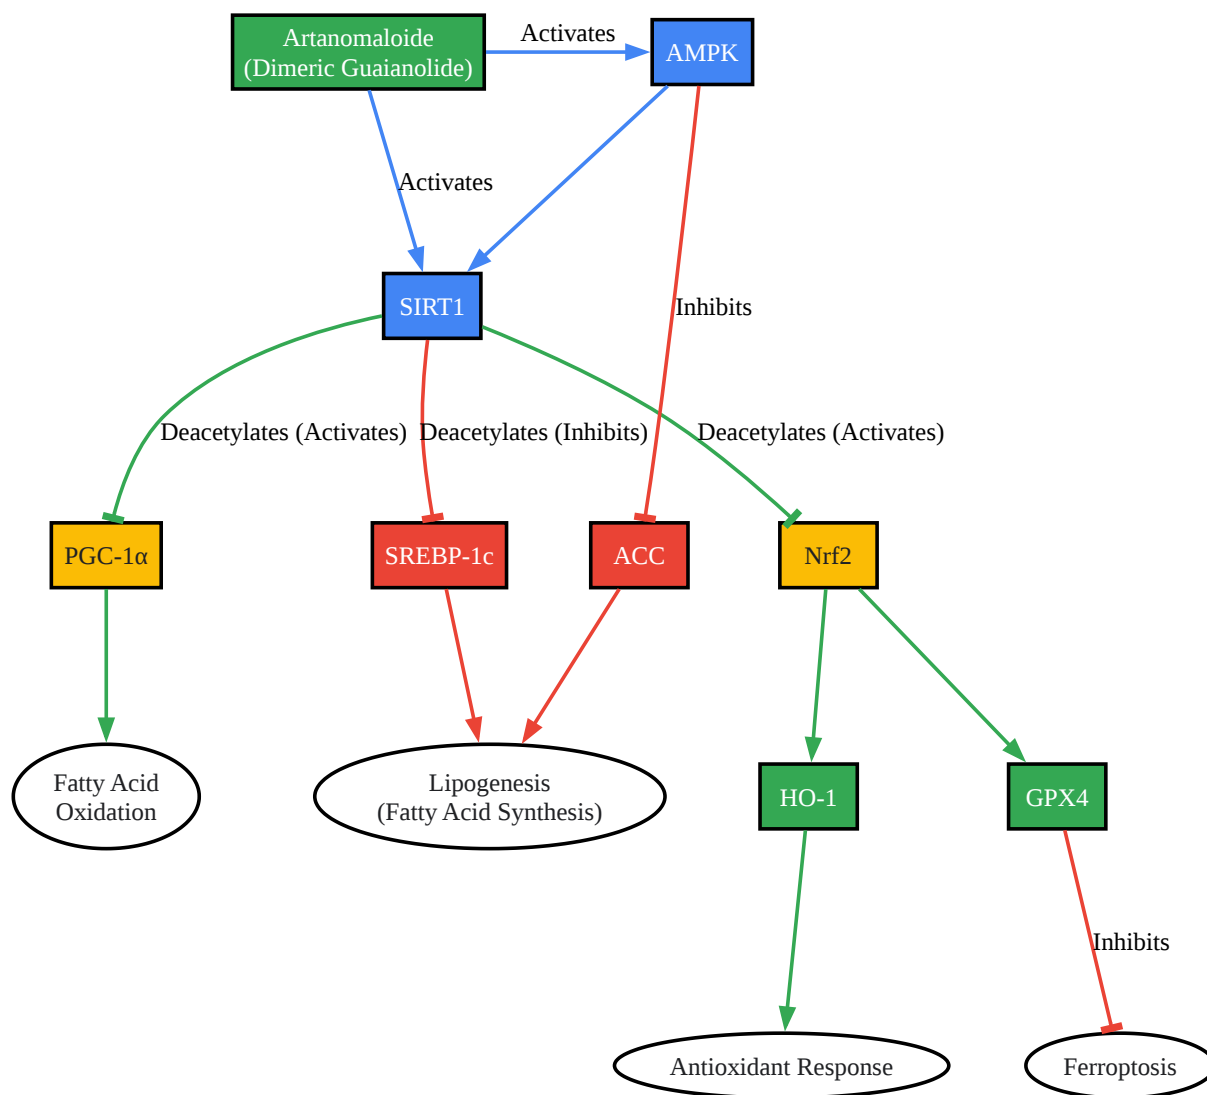 Artanomaloide
(Dimeric Guaianolide)
Activates
AMPK
Activates
SIRT1
Inhibits
Deacetylates (Activates)
Deacetylates (Inhibits)
Deacetylates (Activates)
PGC-1α
SREBP-1c
ACC
Nrf2
Fatty Acid
Oxidation
Lipogenesis
(Fatty Acid Synthesis)
HO-1
GPX4
Inhibits
Antioxidant Response
Ferroptosis